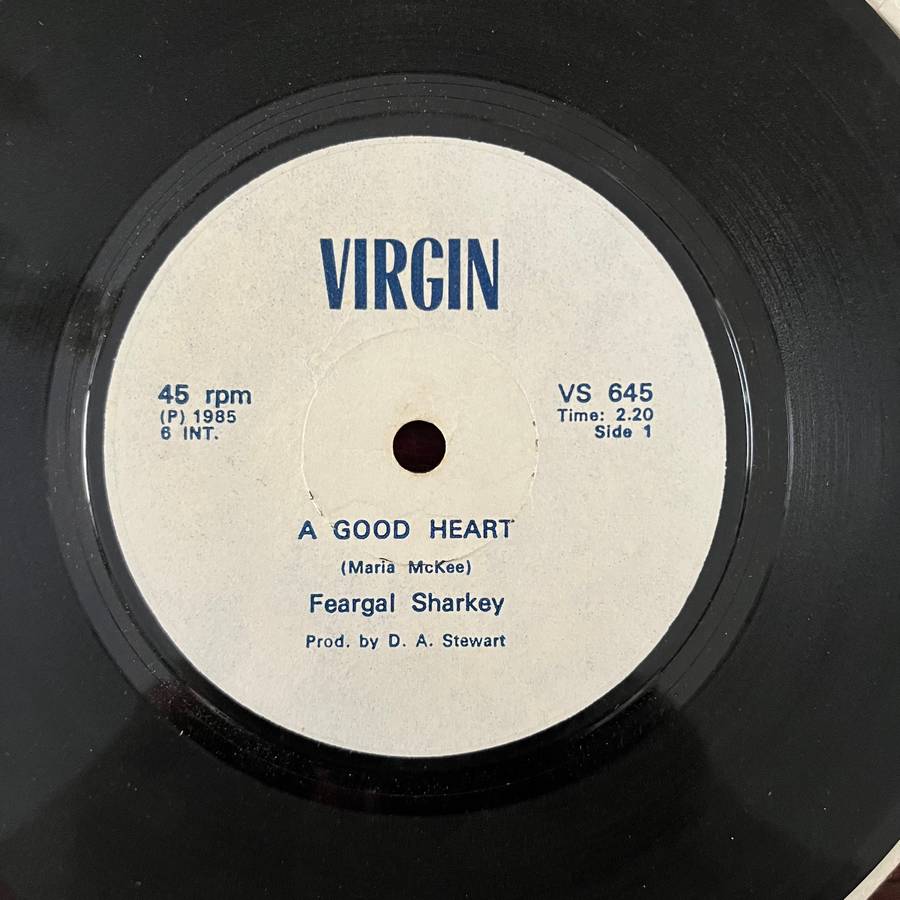 VIRGIN
45 rpm
(P) 1985
6 INT.
VS 645
Time: 2.20
Side 1
A GOOD HEART
(Maria McKee)
Feargal Sharkey
Prod. by D. A. Stewart